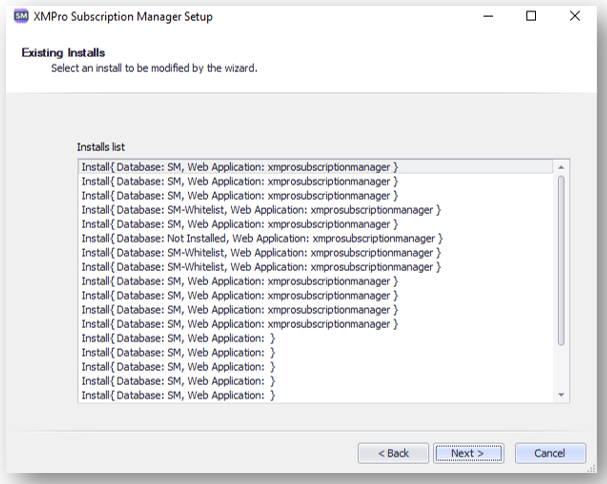 SM XMPro Subscription Manager Setup
Existing Installs
Select an install to be modified by the wizard.
Installs list
Install{ Database: SM, Web Application: xmprosubscriptionmanager }
Install{ Database: SM, Web Application: xmprosubscriptionmanager }
Install{ Database: SM, Web Application: xmprosubscriptionmanager }
Install{ Database: SM-Whitelist, Web Application: xmprosubscriptionmanager }
Install{ Database: SM, Web Application: xmprosubscriptionmanager }
Install{ Database: Not Installed, Web Application: xmprosubscriptionmanager }
Install{ Database: SM-Whitelist, Web Application: xmprosubscriptionmanager }
Install{ Database: SM-Whitelist, Web Application: xmprosubscriptionmanager }
Install{ Database: SM, Web Application: xmprosubscriptionmanager }
Install{ Database: SM, Web Application: xmprosubscriptionmanager }
Install{ Database: SM, Web Application: xmprosubscriptionmanager }
Install{ Database: SM, Web Application: xmprosubscriptionmanager }
Install{ Database: SM, Web Application: }
Install{ Database: SM, Web Application: }
Install{ Database: SM, Web Application: }
Install{ Database: SM, Web Application: }
Install{ Database: SM, Web Application: }
< Back Next > Cancel